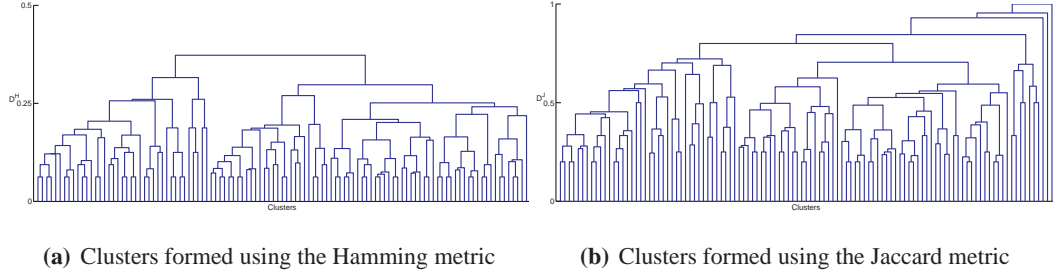 0.5
D^H
0.25
0
Clusters
1
D^J
0.5
0
Clusters
(a) Clusters formed using the Hamming metric
(b) Clusters formed using the Jaccard metric